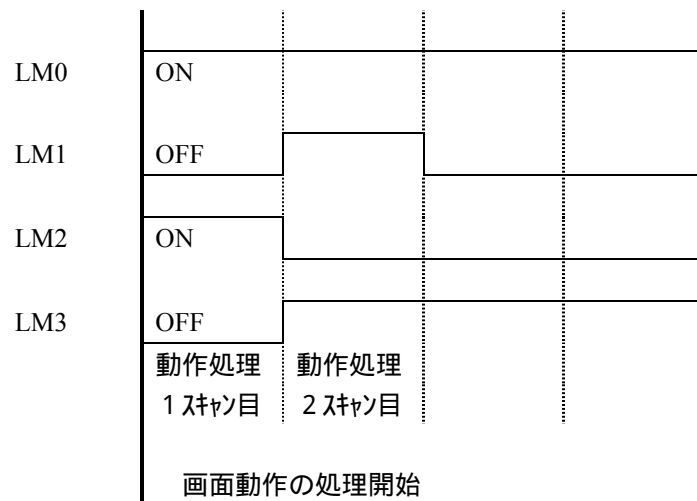 LM0 ON
LM1 OFF
LM2 ON
LM3 OFF
動作処理 動作処理
1ｽｷｬﾝ目 2ｽｷｬﾝ目
画面動作の処理開始